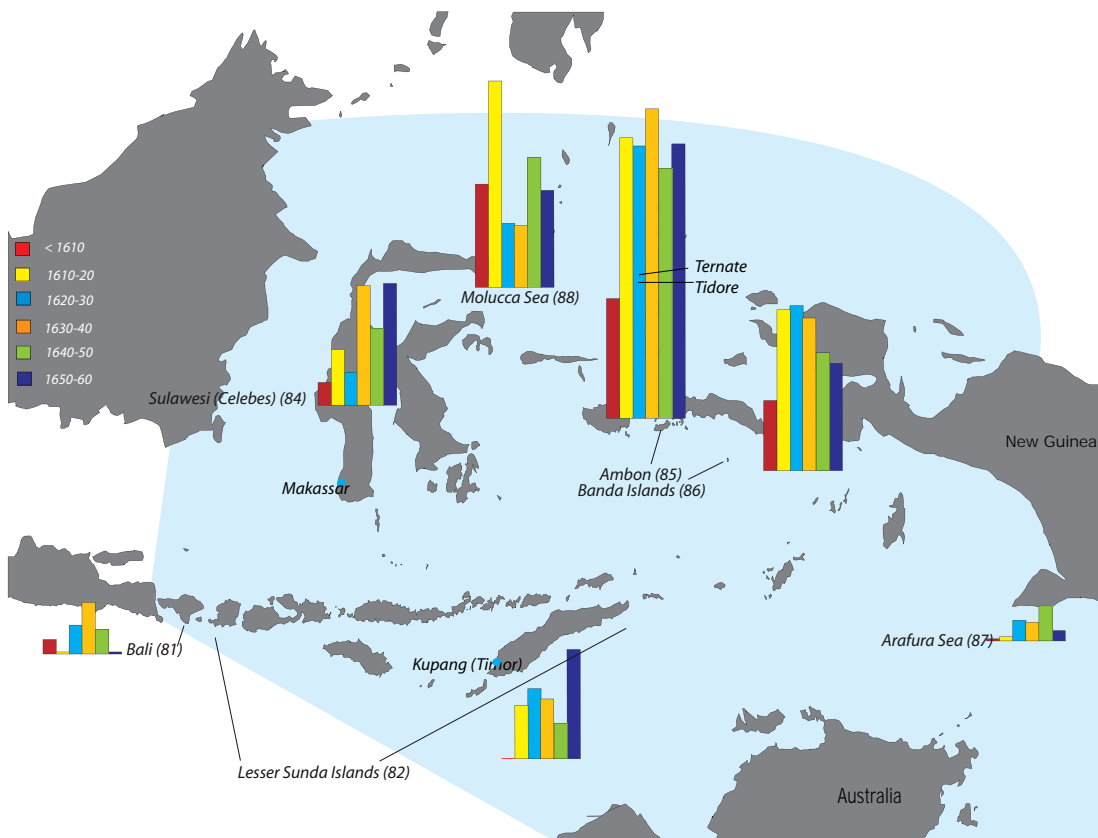 < 1610
1610-20
1620-30
1630-40
1640-50
1650-60
Molucca Sea (88)
Ternate
Tidore
Sulawesi (Celebes) (84)
New Guinea
Ambon (85)
Banda Islands (86)
Makassar
Bali (81)
Arafura Sea (87)
Kupang (Timor)
Lesser Sunda Islands (82)
Australia